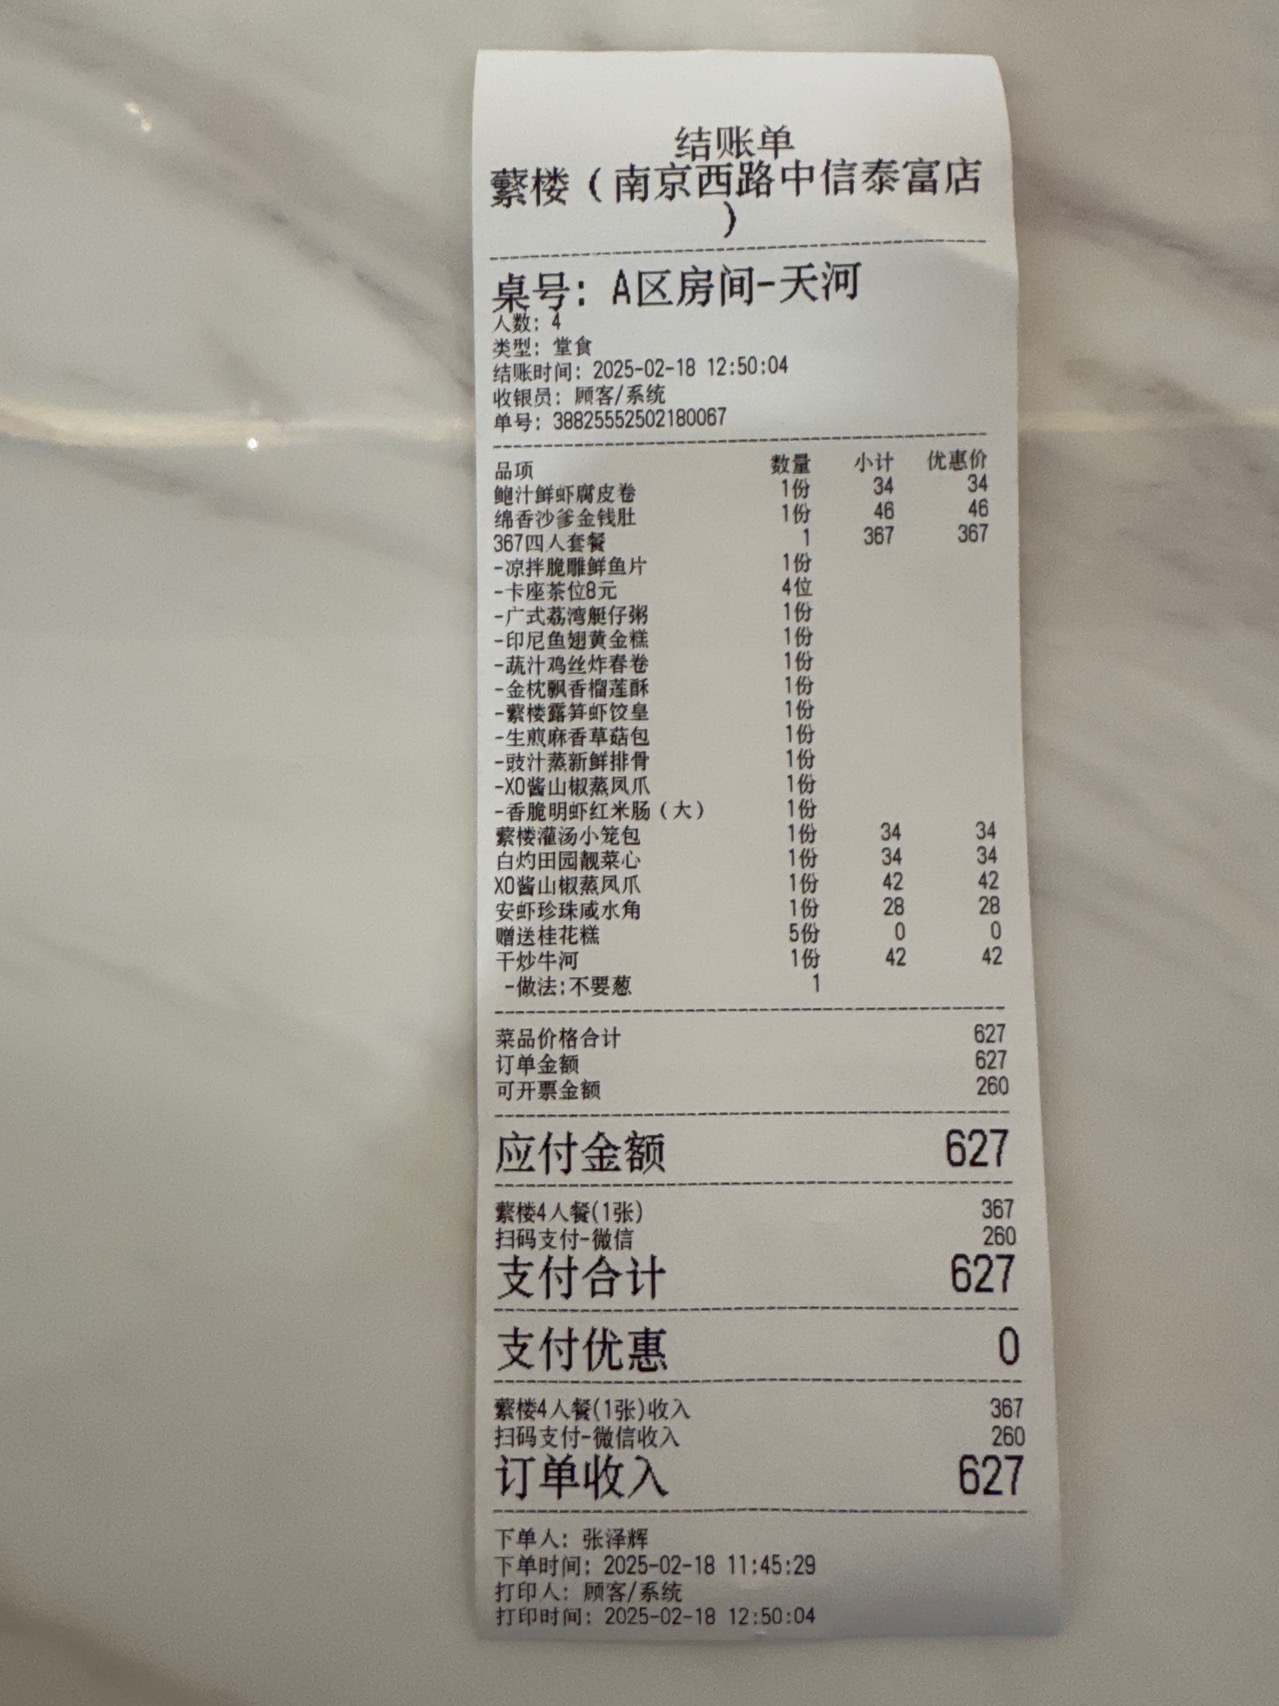 结账单
蘩楼（南京西路中信泰富店
）
桌号: A区房间-天河
人数: 4
类型: 堂食
结账时间: 2025-02-18 12:50:04
收银员: 顾客/系统
单号: 38825552502180067
品项 数量 小计 优惠价
鲍汁鲜虾腐皮卷 1份 34 34
绵香沙爹金钱肚 1份 46 46
367四人套餐 1 367 367
-凉拌脆雕鲜鱼片 1份
-卡座茶位8元 4位
-广式荔湾艇仔粥 1份
-印尼鱼翅黄金糕 1份
-蔬汁鸡丝炸春卷 1份
-金枕飘香榴莲酥 1份
-蘩楼露笋虾饺皇 1份
-生煎麻香草菇包 1份
-豉汁蒸新鲜排骨 1份
-XO酱山椒蒸凤爪 1份
-香脆明虾红米肠（大） 1份
蘩楼灌汤小笼包 1份 34 34
白灼田园靓菜心 1份 34 34
XO酱山椒蒸凤爪 1份 42 42
安虾珍珠咸水角 1份 28 28
赠送桂花糕 5份 0 0
干炒牛河 1份 42 42
-做法:不要葱 1
菜品价格合计 627
订单金额 627
可开票金额 260
应付金额 627
蘩楼4人餐(1张) 367
扫码支付-微信 260
支付合计 627
支付优惠 0
蘩楼4人餐(1张)收入 367
扫码支付-微信收入 260
订单收入 627
下单人: 张泽辉
下单时间: 2025-02-18 11:45:29
打印人: 顾客/系统
打印时间: 2025-02-18 12:50:04